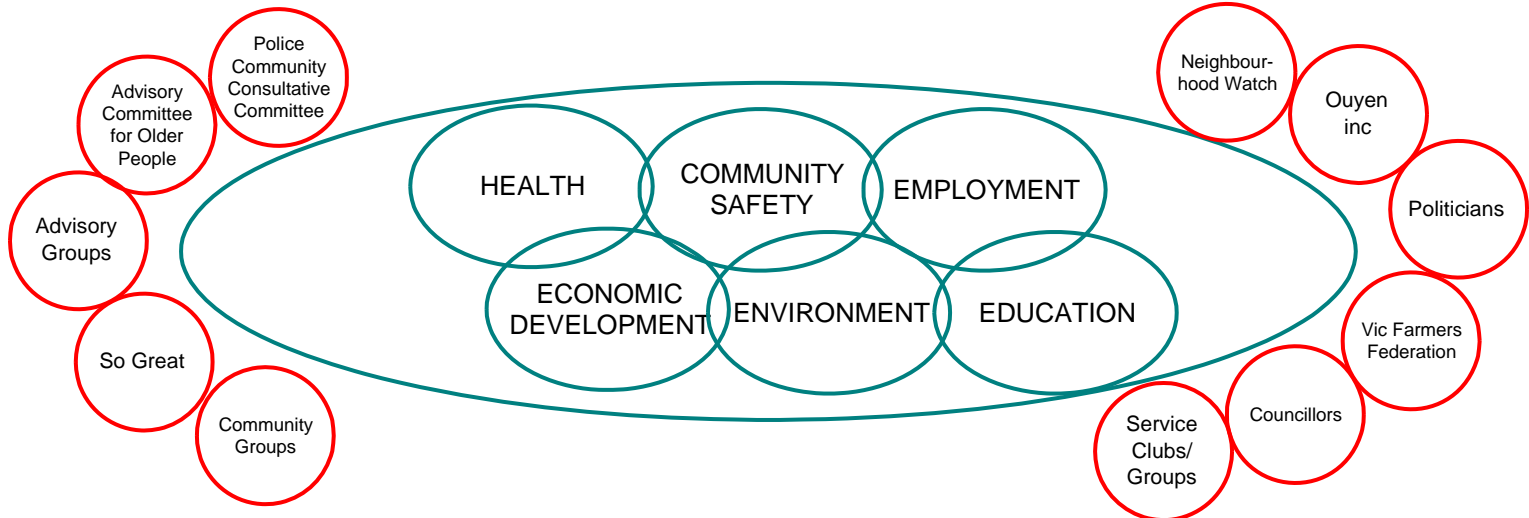 Police
Community
Consultative
Committee
Advisory
Committee
for Older
People
Advisory
Groups
So Great
Community
Groups
HEALTH
COMMUNITY
SAFETY
EMPLOYMENT
ECONOMIC
DEVELOPMENT
ENVIRONMENT
EDUCATION
Neighbour-
hood Watch
Ouyen
inc
Politicians
Vic Farmers
Federation
Councillors
Service
Clubs/
Groups